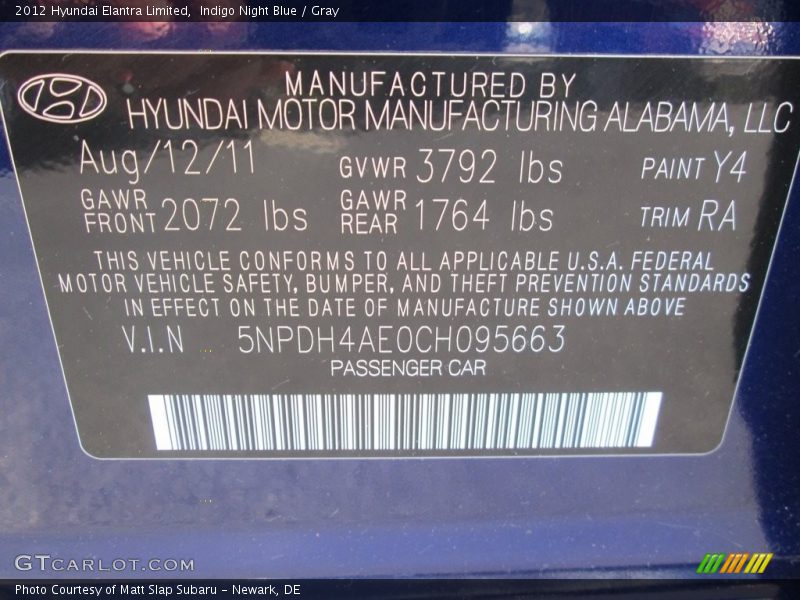 2012 Hyundai Elantra Limited,  Indigo Night Blue / Gray
MANUFACTURED BY
HYUNDAI MOTOR MANUFACTURING ALABAMA, LLC
Aug/12/11 GVWR 3792 lbs PAINT Y4
GAWR FRONT 2072 lbs GAWR REAR 1764 lbs TRIM RA
THIS VEHICLE CONFORMS TO ALL APPLICABLE U.S.A. FEDERAL
MOTOR VEHICLE SAFETY, BUMPER, AND THEFT PREVENTION STANDARDS
IN EFFECT ON THE DATE OF MANUFACTURE SHOWN ABOVE
V.I.N 5NPDH4AE0CH095663
PASSENGER CAR
GTCARLOT.COM
Photo Courtesy of Matt Slap Subaru - Newark, DE